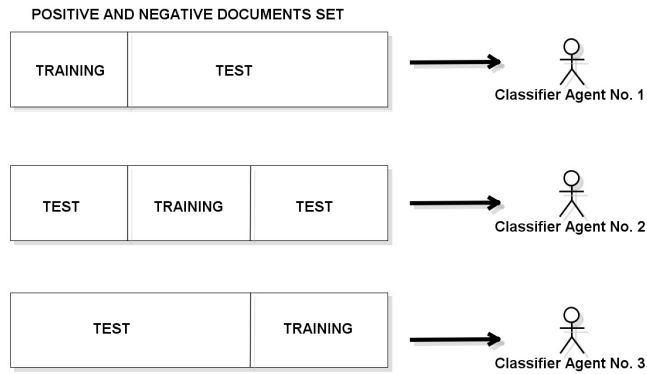 POSITIVE AND NEGATIVE DOCUMENTS SET
TRAINING TEST
Classifier Agent No. 1
TEST TRAINING TEST
Classifier Agent No. 2
TEST TRAINING
Classifier Agent No. 3